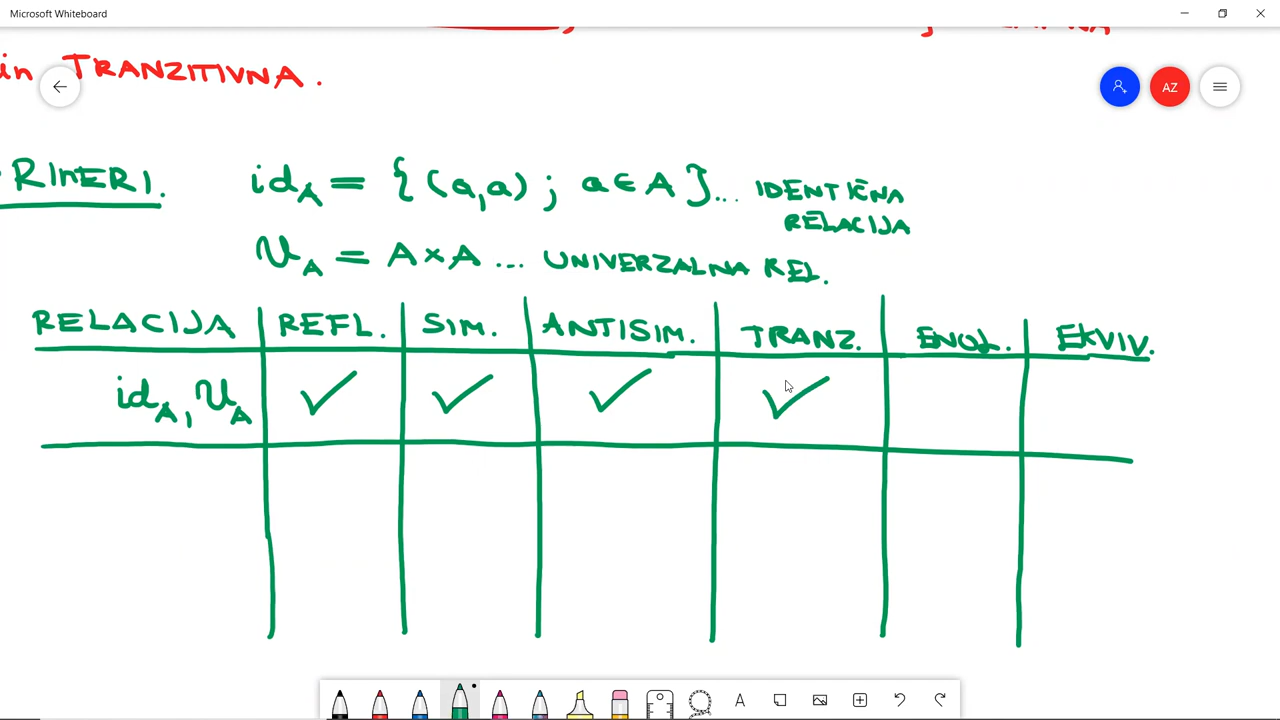 Microsoft Whiteboard
in TRANZITIVNA.
AZ
RIMERI.
id_A = {(a,a); a∈A}... IDENTIČNA
RELACIJA
U_A = A×A ... UNIVERZALNA REL.
RELACIJA REFL. SIM. ANTISIM. TRANZ. ENOL. EKVIV.
id_A, U_A ✓ ✓ ✓ ✓